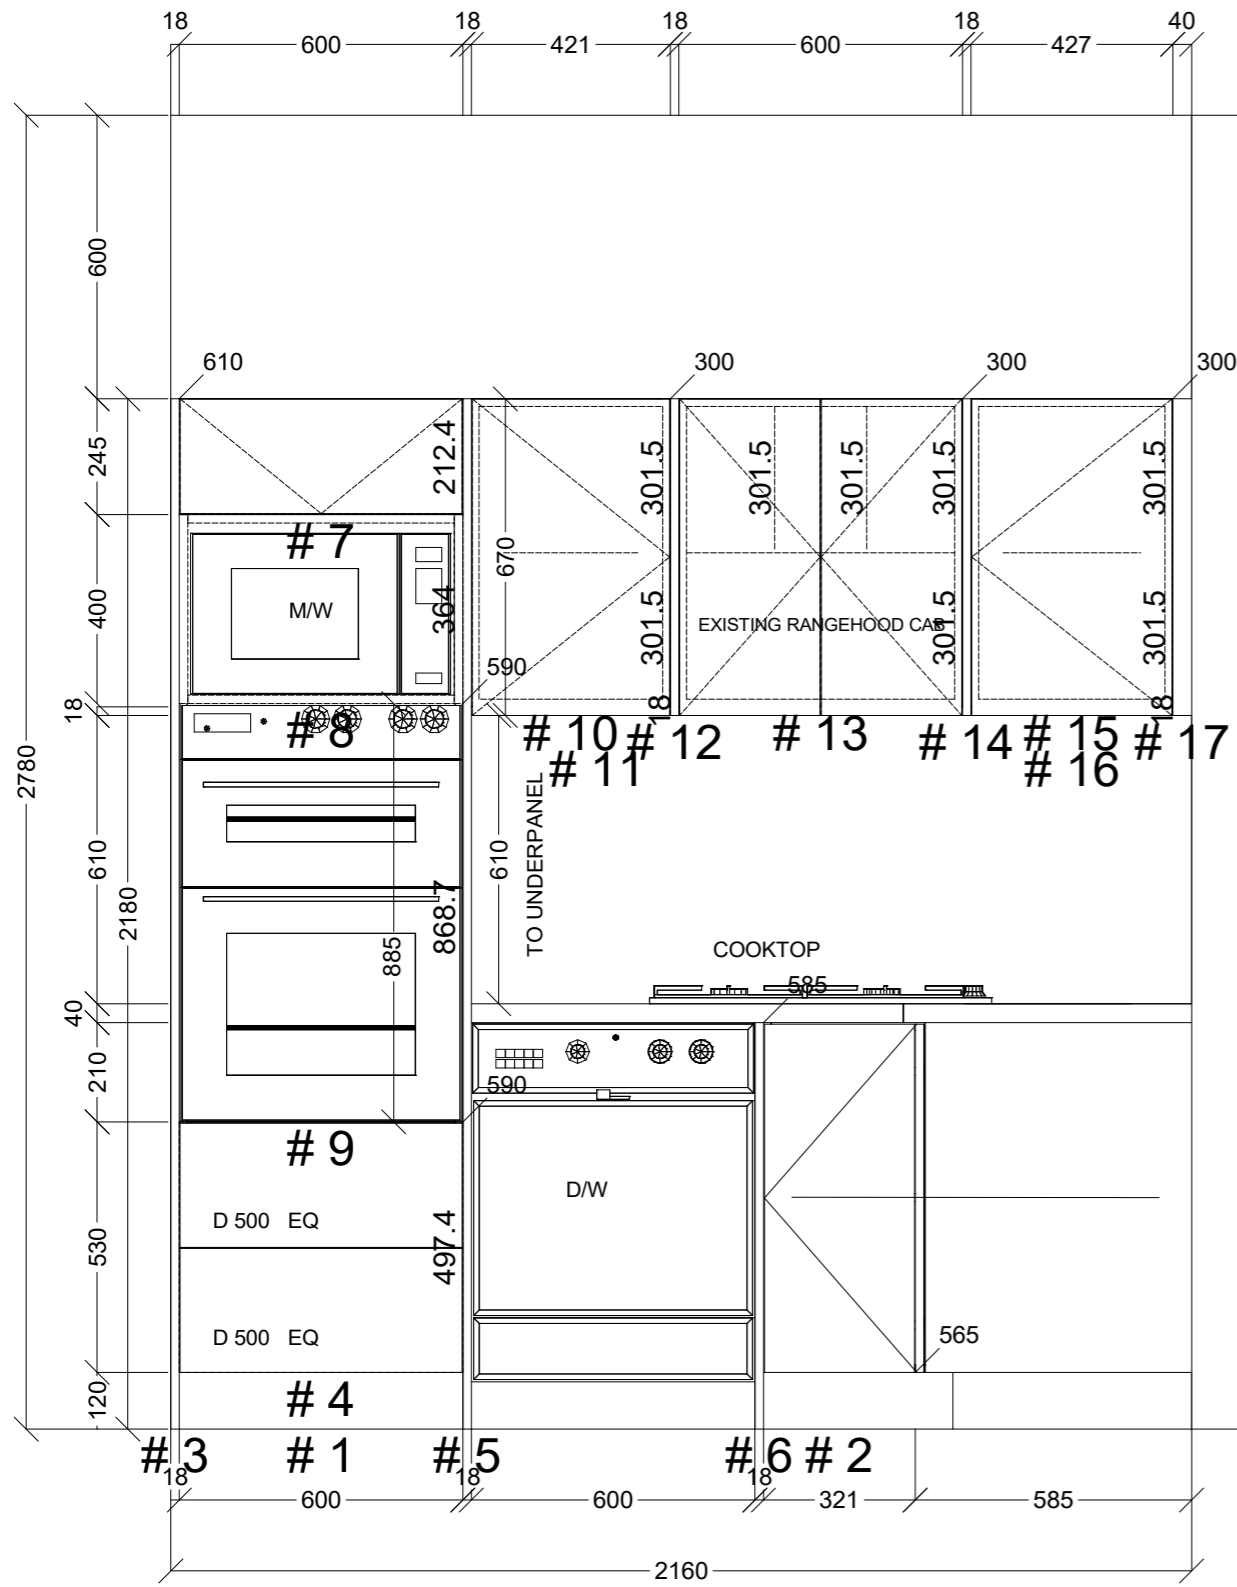 18 18 18 18 40
600 421 600 427
600
610 300 300 300
245 212.4 301.5 301.5 301.5 301.5 301.5
# 7
670
400 M/W 364 EXISTING RANGEHOOD CAB 301.5 301.5 301.5
590
18 # 8 18 18
# 10 # 12 # 13 # 14 # 15 # 17
# 11 # 16
2780
610 2180 610 TO UNDERPANEL
868.7
885
COOKTOP
585
40
210
590
# 9
D/W
D 500 EQ
530 497.4
D 500 EQ
565
120 # 4
# 3 # 1 # 5 # 6 # 2
18 18 18
600 600 321 585
2160